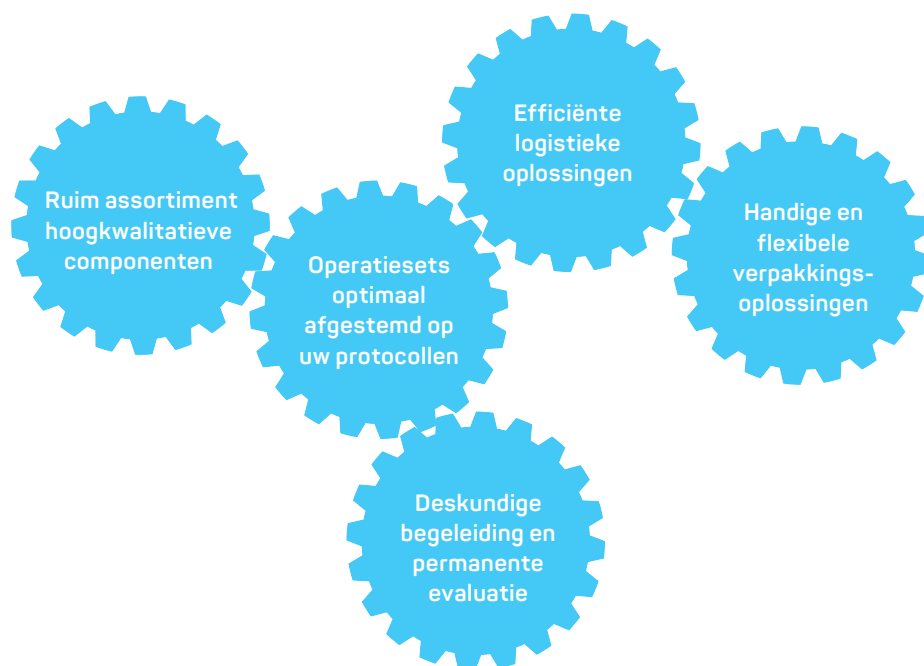 Ruim assortiment
hoogkwalitatieve
componenten
Operatiesets
optimaal
afgestemd op
uw protocollen
Efficiënte
logistieke
oplossingen
Handige en
flexibele
verpakkings-
oplossingen
Deskundige
begeleiding en
permanente
evaluatie